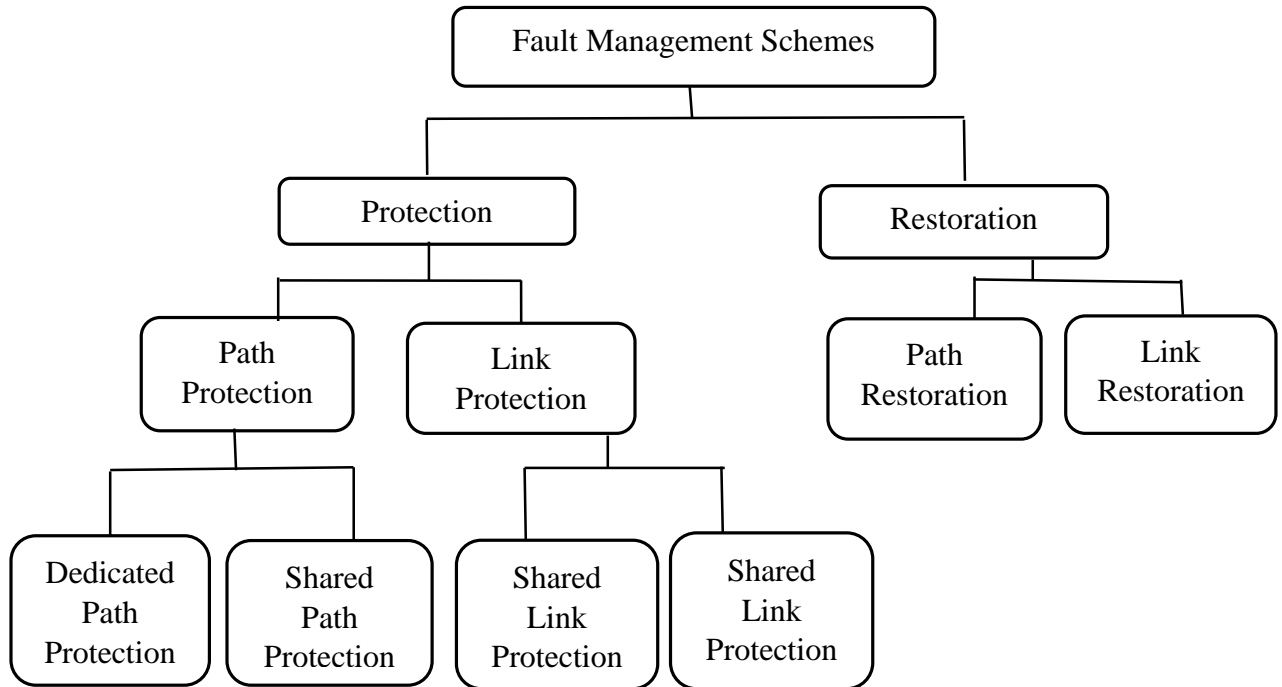 Fault Management Schemes
Protection
Restoration
Path
Protection
Link
Protection
Path
Restoration
Link
Restoration
Dedicated
Path
Protection
Shared
Path
Protection
Shared
Link
Protection
Shared
Link
Protection